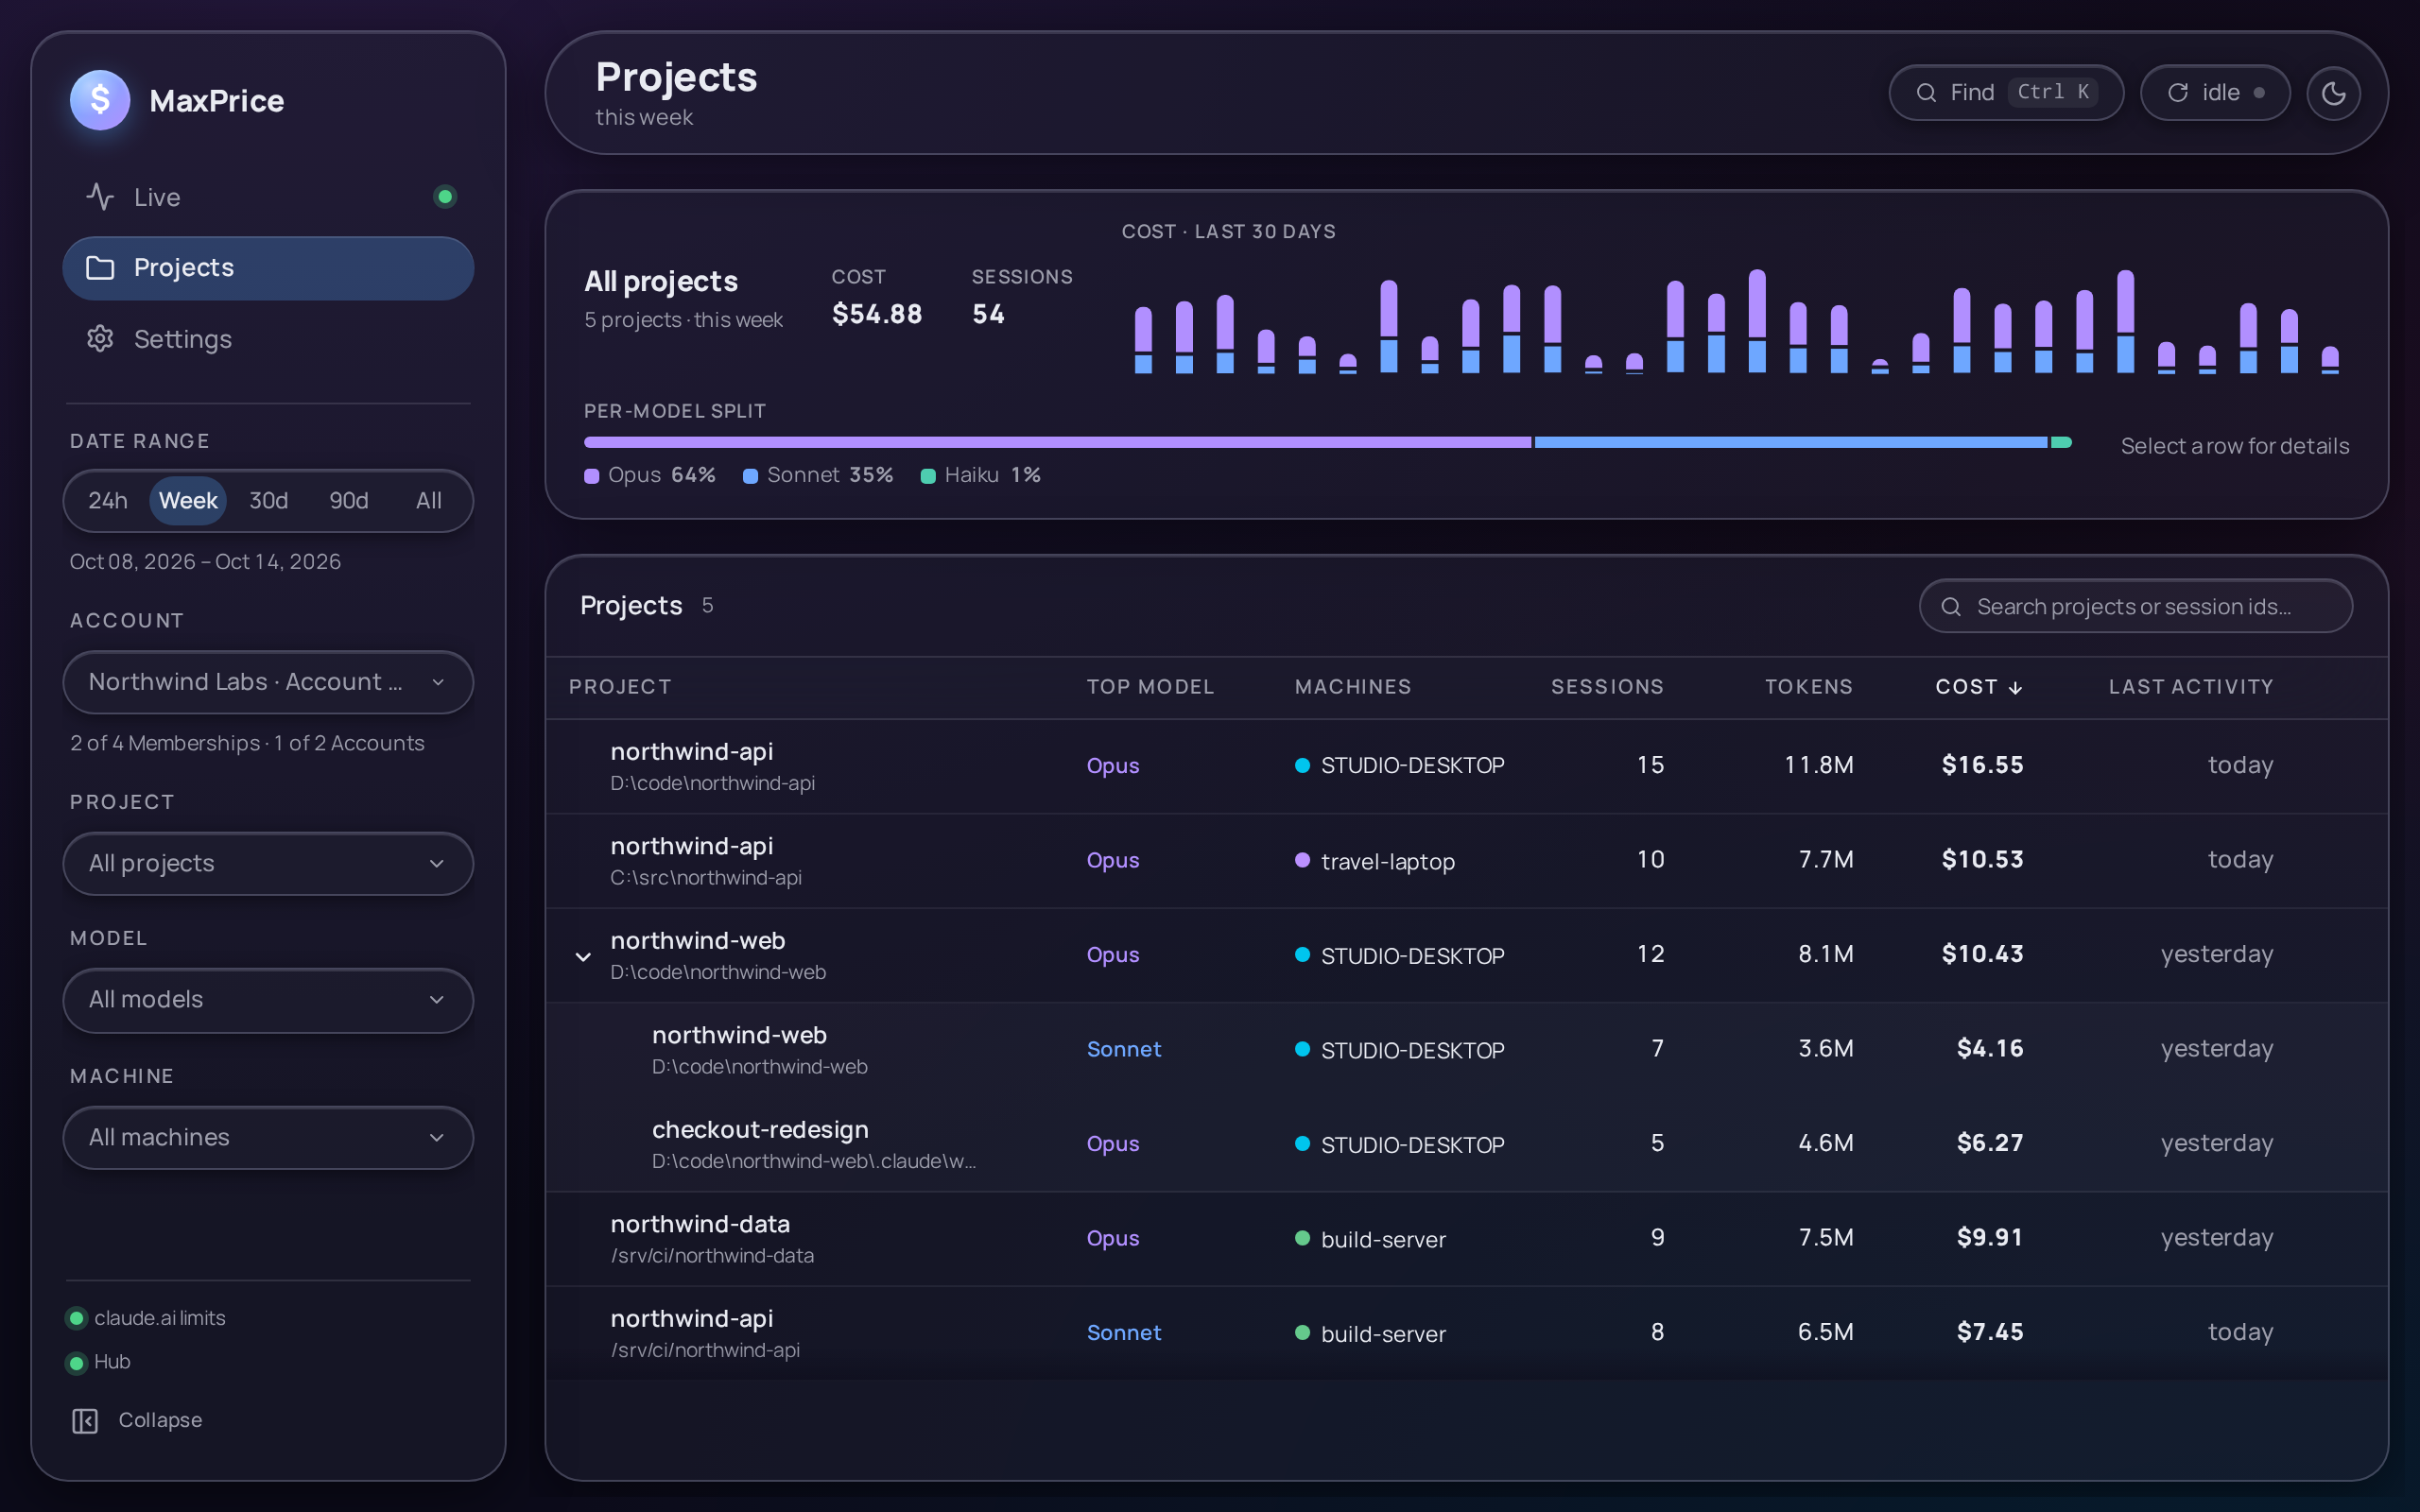 $ MaxPrice
Live
Projects
Settings
DATE RANGE
24h Week 30d 90d All
Oct 08, 2026 – Oct 14, 2026
ACCOUNT
Northwind Labs · Account ...
2 of 4 Memberships · 1 of 2 Accounts
PROJECT
All projects
MODEL
All models
MACHINE
All machines
claude.ai limits
Hub
Collapse
Projects
this week
Find Ctrl K idle
COST · LAST 30 DAYS
All projects
5 projects · this week
COST
$54.88
SESSIONS
54
PER-MODEL SPLIT
Opus 64% Sonnet 35% Haiku 1%
Select a row for details
Projects 5
Search projects or session ids...
PROJECT TOP MODEL MACHINES SESSIONS TOKENS COST ↓ LAST ACTIVITY
northwind-api Opus STUDIO-DESKTOP 15 11.8M $16.55 today
D:\code\northwind-api
northwind-api Opus travel-laptop 10 7.7M $10.53 today
C:\src\northwind-api
northwind-web Opus STUDIO-DESKTOP 12 8.1M $10.43 yesterday
D:\code\northwind-web
northwind-web Sonnet STUDIO-DESKTOP 7 3.6M $4.16 yesterday
D:\code\northwind-web
checkout-redesign Opus STUDIO-DESKTOP 5 4.6M $6.27 yesterday
D:\code\northwind-web\.claude\w...
northwind-data Opus build-server 9 7.5M $9.91 yesterday
/srv/ci/northwind-data
northwind-api Sonnet build-server 8 6.5M $7.45 today
/srv/ci/northwind-api